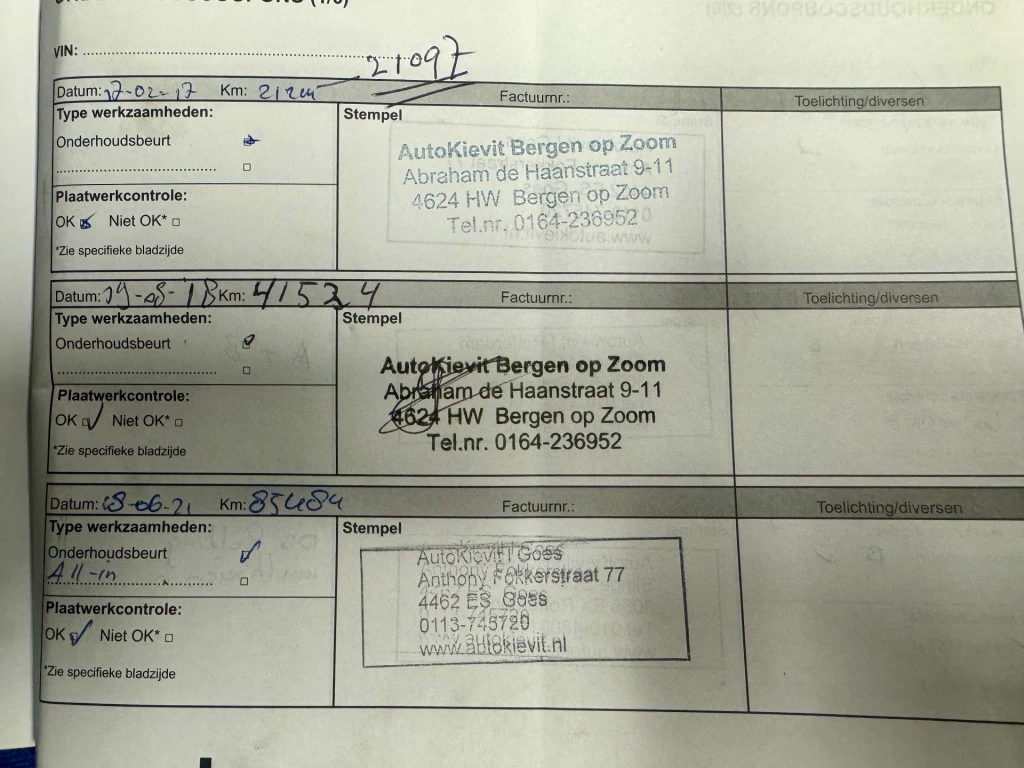 VIN:
21097
Datum: 17-02-17 Km: Factuurnr.: Toelichting/diversen
Type werkzaamheden: Stempel
Onderhoudsbeurt
Plaatwerkcontrole:
OK Niet OK*
*Zie specifieke bladzijde
AutoKievit Bergen op Zoom
Abraham de Haanstraat 9-11
4624 HW Bergen op Zoom
Tel.nr. 0164-236952
Datum: Km: 41524 Factuurnr.: Toelichting/diversen
Type werkzaamheden: Stempel
Onderhoudsbeurt
Plaatwerkcontrole:
OK Niet OK*
*Zie specifieke bladzijde
AutoKievit Bergen op Zoom
Abraham de Haanstraat 9-11
4624 HW Bergen op Zoom
Tel.nr. 0164-236952
Datum: 18-06-21 Km: 85484 Factuurnr.: Toelichting/diversen
Type werkzaamheden: Stempel
Onderhoudsbeurt
All-in
Plaatwerkcontrole:
OK Niet OK*
*Zie specifieke bladzijde
AutoKievit Goes
Anthony Fokkerstraat 77
4462 ES Goes
0113-745720
www.autokievit.nl